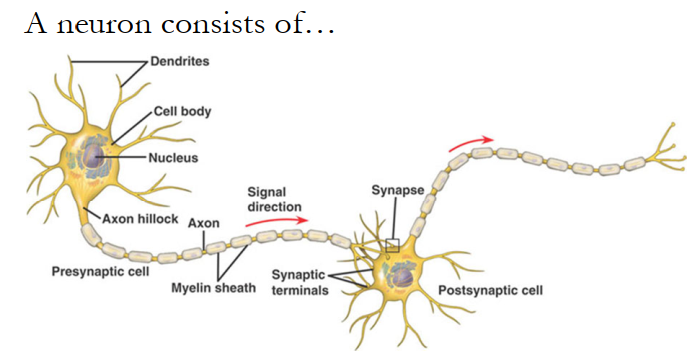 A neuron consists of…
Dendrites
Cell body
Nucleus
Signal
direction
Synapse
Axon hillock
Axon
Presynaptic cell
Myelin sheath
Synaptic
terminals
Postsynaptic cell